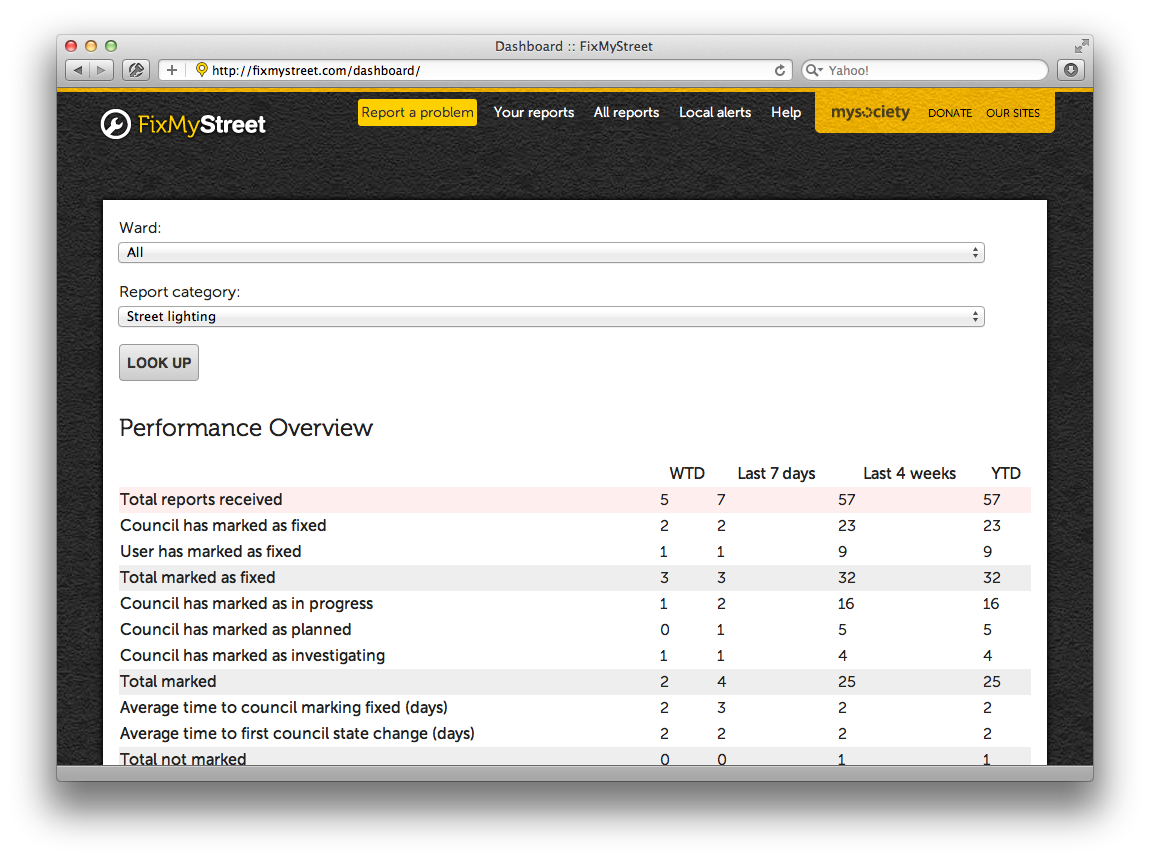 Dashboard :: FixMyStreet
http://fixmystreet.com/dashboard/ Yahoo!
FixMyStreet Report a problem Your reports All reports Local alerts Help mysociety DONATE OUR SITES
Ward:
All
Report category:
Street lighting
LOOK UP
Performance Overview
WTD Last 7 days Last 4 weeks YTD
Total reports received 5 7 57 57
Council has marked as fixed 2 2 23 23
User has marked as fixed 1 1 9 9
Total marked as fixed 3 3 32 32
Council has marked as in progress 1 2 16 16
Council has marked as planned 0 1 5 5
Council has marked as investigating 1 1 4 4
Total marked 2 4 25 25
Average time to council marking fixed (days) 2 3 2 2
Average time to first council state change (days) 2 2 2 2
Total not marked 0 0 1 1